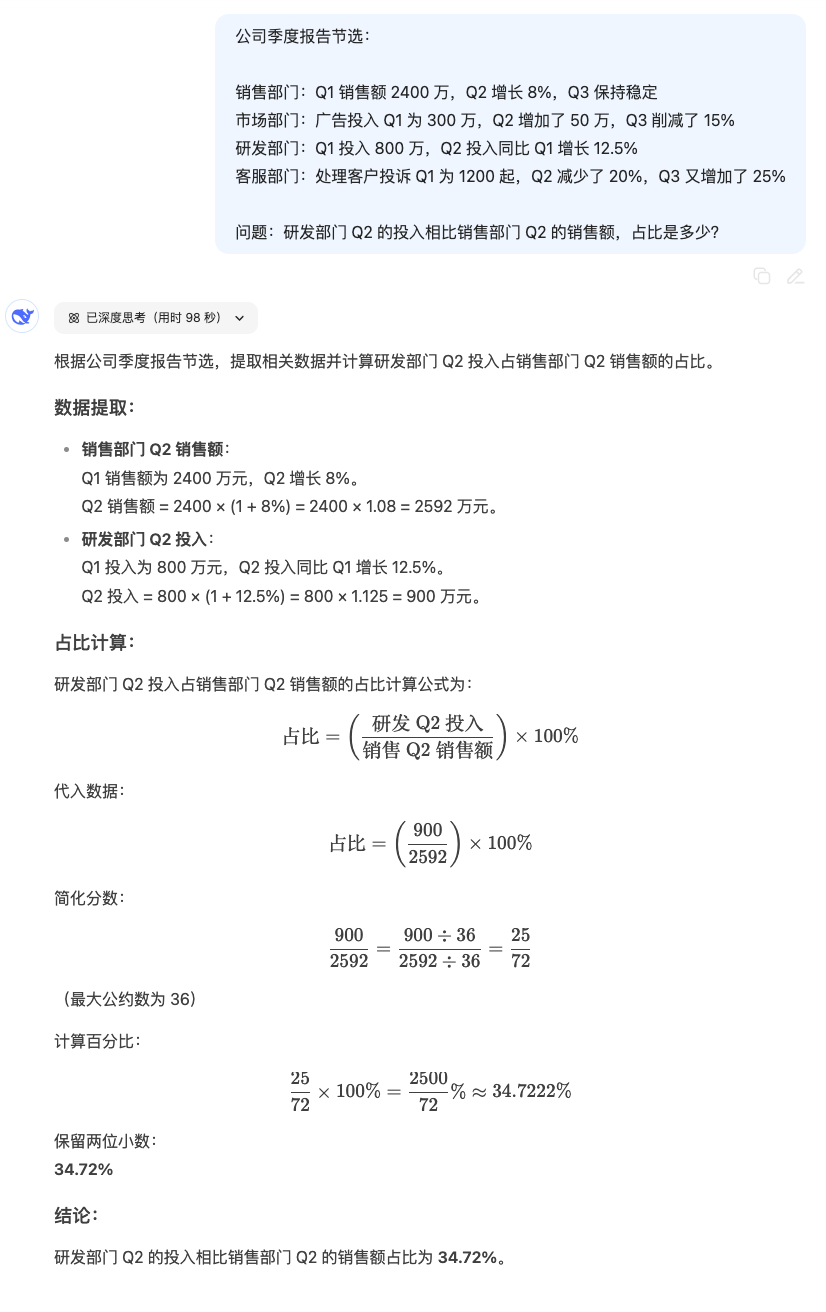 公司季度报告节选：
销售部门：Q1 销售额 2400 万，Q2 增长 8%，Q3 保持稳定
市场部门：广告投入 Q1 为 300 万，Q2 增加了 50 万，Q3 削减了 15%
研发部门：Q1 投入 800 万，Q2 投入同比 Q1 增长 12.5%
客服部门：处理客户投诉 Q1 为 1200 起，Q2 减少了 20%，Q3 又增加了 25%
问题：研发部门 Q2 的投入相比销售部门 Q2 的销售额，占比是多少？
已深度思考（用时 98 秒）
根据公司季度报告节选，提取相关数据并计算研发部门 Q2 投入占销售部门 Q2 销售额的占比。
数据提取：
• 销售部门 Q2 销售额：
Q1 销售额为 2400 万元，Q2 增长 8%。
Q2 销售额 = 2400 × (1 + 8%) = 2400 × 1.08 = 2592 万元。
• 研发部门 Q2 投入：
Q1 投入为 800 万元，Q2 投入同比 Q1 增长 12.5%。
Q2 投入 = 800 × (1 + 12.5%) = 800 × 1.125 = 900 万元。
占比计算：
研发部门 Q2 投入占销售部门 Q2 销售额的占比计算公式为：
占比 = (研发 Q2 投入 / 销售 Q2 销售额) × 100%
代入数据：
占比 = (900 / 2592) × 100%
简化分数：
900 / 2592 = 900 ÷ 36 / 2592 ÷ 36 = 25 / 72
（最大公约数为 36）
计算百分比：
25 / 72 × 100% = 2500 / 72 % ≈ 34.7222%
保留两位小数：
34.72%
结论：
研发部门 Q2 的投入相比销售部门 Q2 的销售额占比为 34.72%。